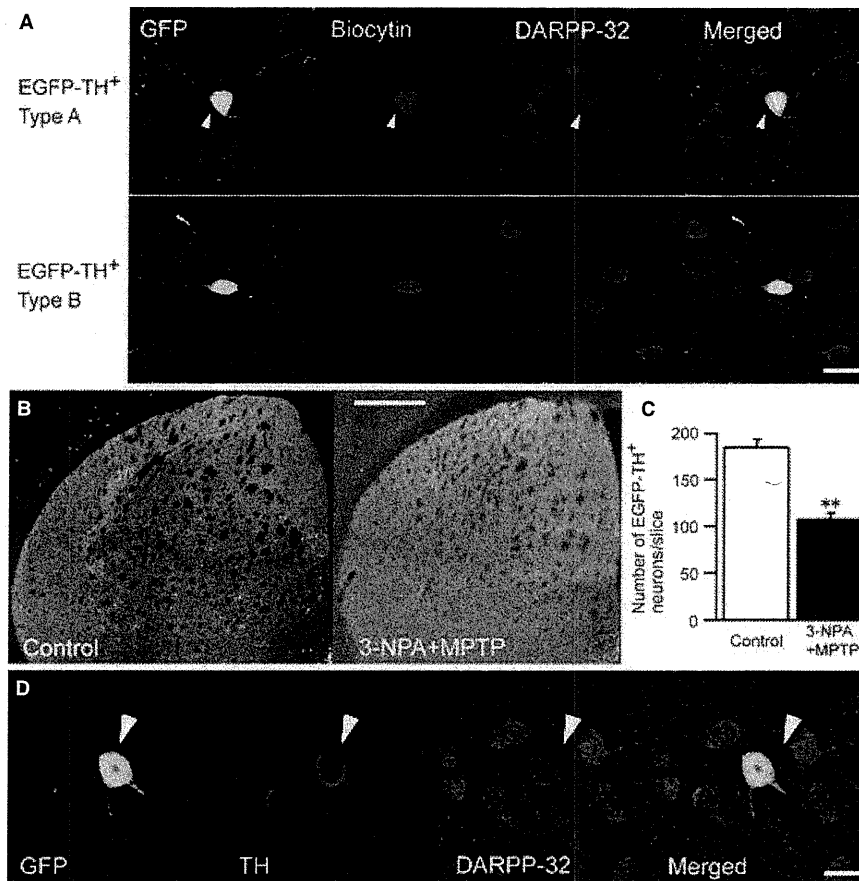 A
GFP
Biocytin
DARPP-32
Merged
EGFP-TH+
Type A
EGFP-TH+
Type B
B
Control
3-NPA+MPTP
C
Number of EGFP-TH+
neurons/slice
200
150
100
50
0
**
Control
3-NPA
+MPTP
D
GFP
TH
DARPP-32
Merged